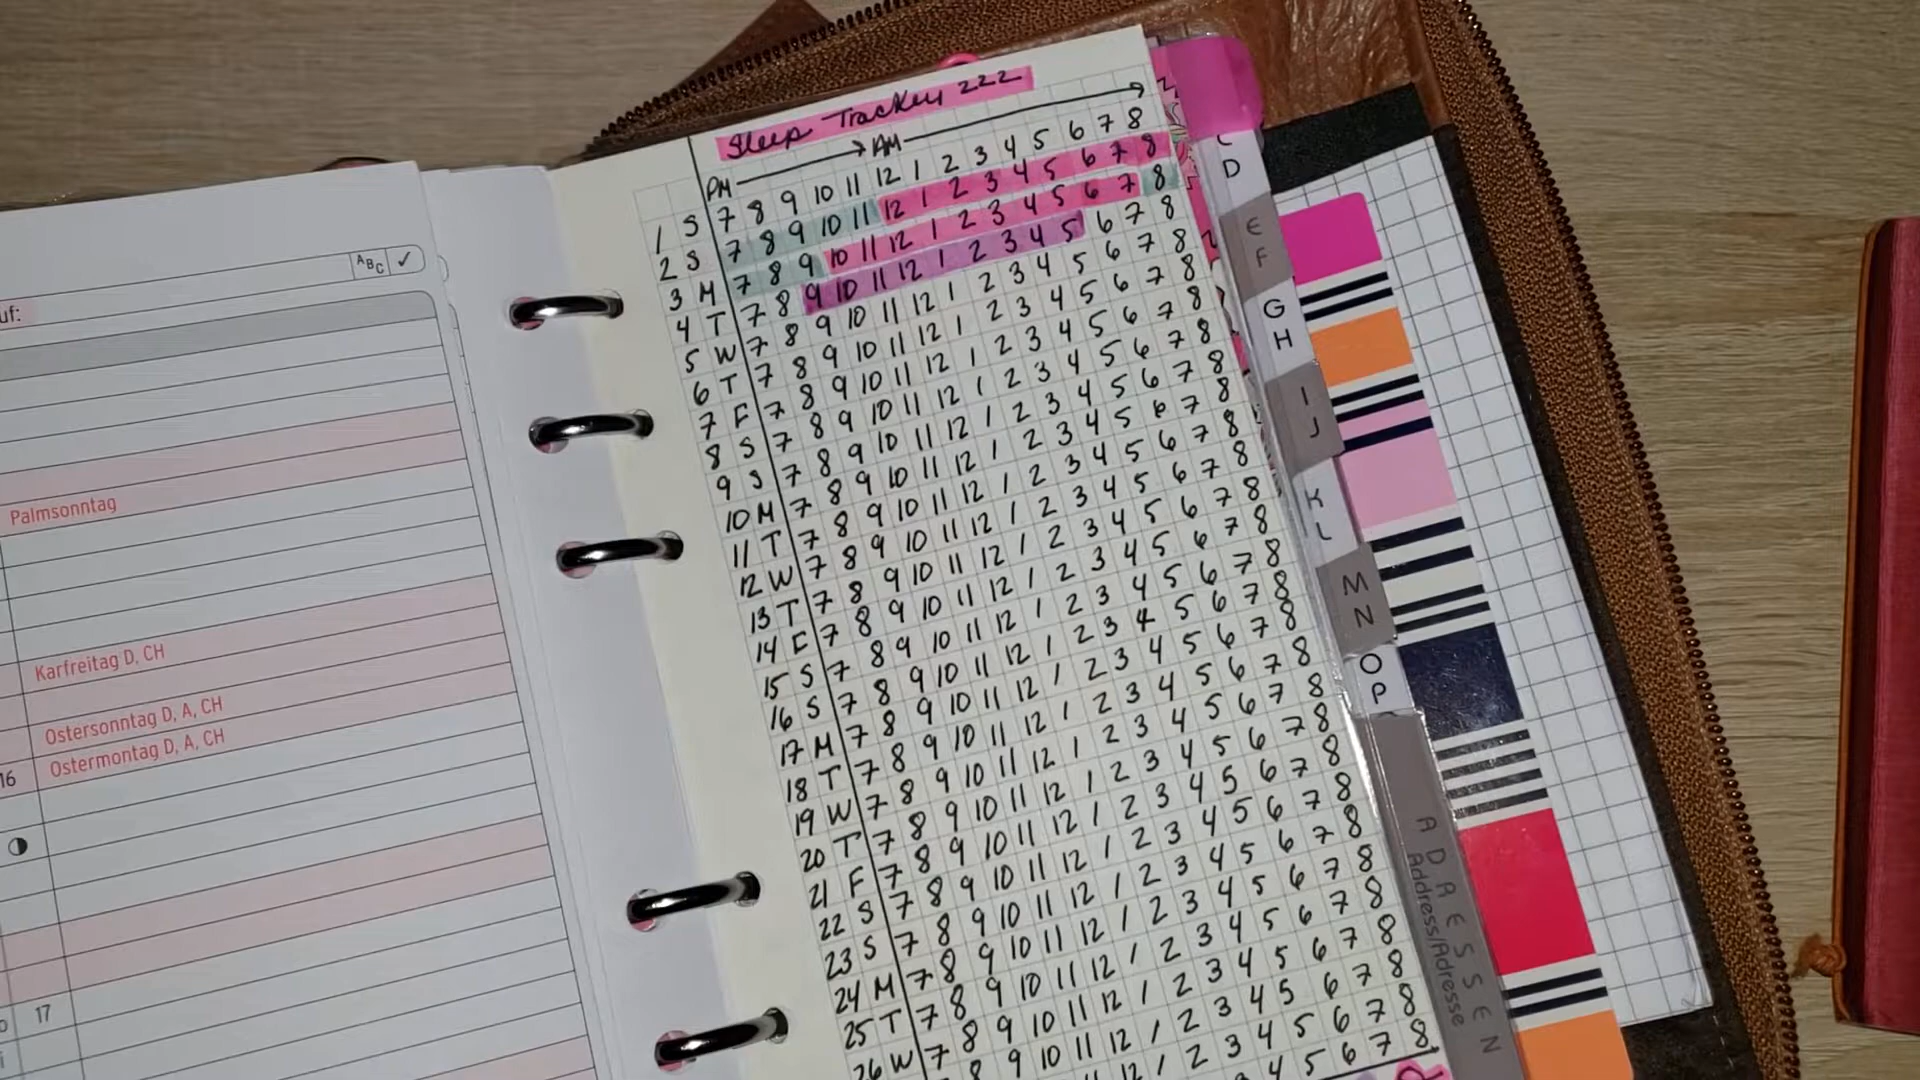 Sleep Tracker 222
PM AM
1 S 7 8 9 10 11 12 1 2 3 4 5 6 7 8
2 S 7 8 9 10 11 12 1 2 3 4 5 6 7 8
3 M 7 8 9 10 11 12 1 2 3 4 5 6 7 8
4 T 7 8 9 10 11 12 1 2 3 4 5 6 7 8
5 W 7 8 9 10 11 12 1 2 3 4 5 6 7 8
6 T 7 8 9 10 11 12 1 2 3 4 5 6 7 8
7 F 7 8 9 10 11 12 1 2 3 4 5 6 7 8
8 S 7 8 9 10 11 12 1 2 3 4 5 6 7 8
9 S 7 8 9 10 11 12 1 2 3 4 5 6 7 8
10 M 7 8 9 10 11 12 1 2 3 4 5 6 7 8
11 T 7 8 9 10 11 12 1 2 3 4 5 6 7 8
12 W 7 8 9 10 11 12 1 2 3 4 5 6 7 8
13 T 7 8 9 10 11 12 1 2 3 4 5 6 7 8
14 F 7 8 9 10 11 12 1 2 3 4 5 6 7 8
15 S 7 8 9 10 11 12 1 2 3 4 5 6 7 8
16 S 7 8 9 10 11 12 1 2 3 4 5 6 7 8
17 M 7 8 9 10 11 12 1 2 3 4 5 6 7 8
18 T 7 8 9 10 11 12 1 2 3 4 5 6 7 8
19 W 7 8 9 10 11 12 1 2 3 4 5 6 7 8
20 T 7 8 9 10 11 12 1 2 3 4 5 6 7 8
21 F 7 8 9 10 11 12 1 2 3 4 5 6 7 8
22 S 7 8 9 10 11 12 1 2 3 4 5 6 7 8
23 S 7 8 9 10 11 12 1 2 3 4 5 6 7 8
24 M 7 8 9 10 11 12 1 2 3 4 5 6 7 8
25 T 7 8 9 10 11 12 1 2 3 4 5 6 7 8
26 W 7 8 9 10 11 12 1 2 3 4 5 6 7 8
ABC ✓
uf:
Palmsonntag
Karfreitag D, CH
Ostersonntag D, A, CH
16 Ostermontag D, A, CH
17
D
E
F
G
H
I
J
K
L
M
N
O
P
ADRESSEN
Address/Adresse